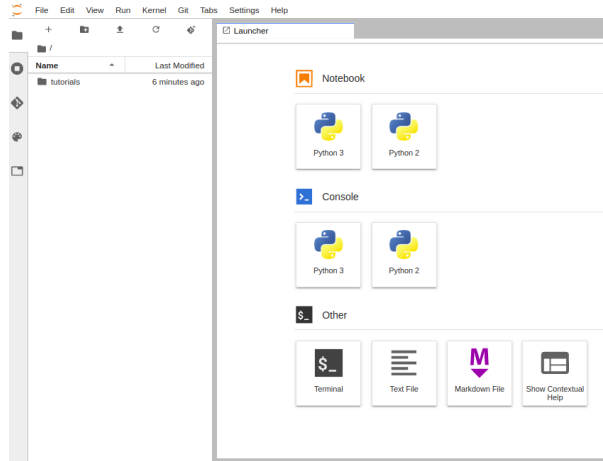 File Edit View Run Kernel Git Tabs Settings Help
Launcher
/
Name Last Modified
tutorials 6 minutes ago
Notebook
Python 3 Python 2
>_ Console
Python 3 Python 2
$_ Other
$_ M
Terminal Text File Markdown File Show Contextual
Help